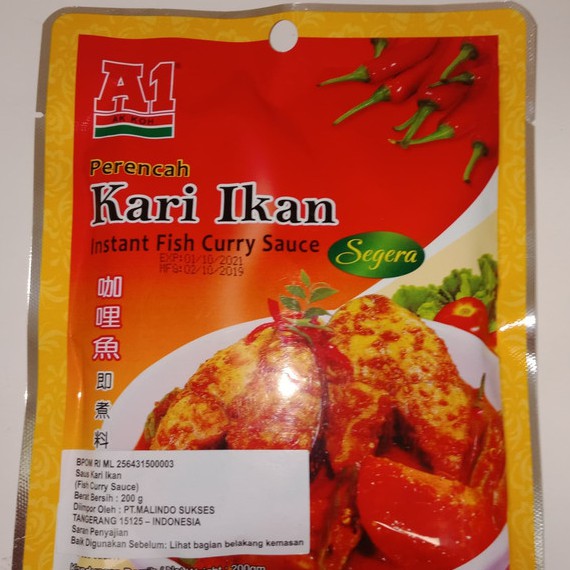 A1
AK KOH
Perencah
Kari Ikan
Instant Fish Curry Sauce
Segera
EXP:01/10/2021
MFG:02/10/2019
咖哩魚
即煮料
BPOM RI ML 256431500003
Saus Kari Ikan
(Fish Curry Sauce)
Berat Bersih : 200 g
Diimpor Oleh : PT.MALINDO SUKSES
TANGERANG 15125 – INDONESIA
Saran Penyajian
Baik Digunakan Sebelum: Lihat bagian belakang kemasan